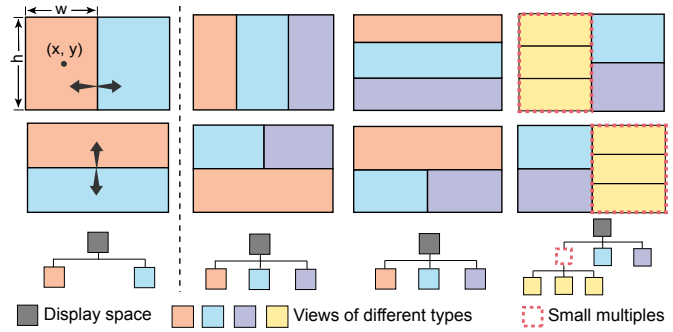 w
h
(x, y)
Display space
Views of different types
Small multiples